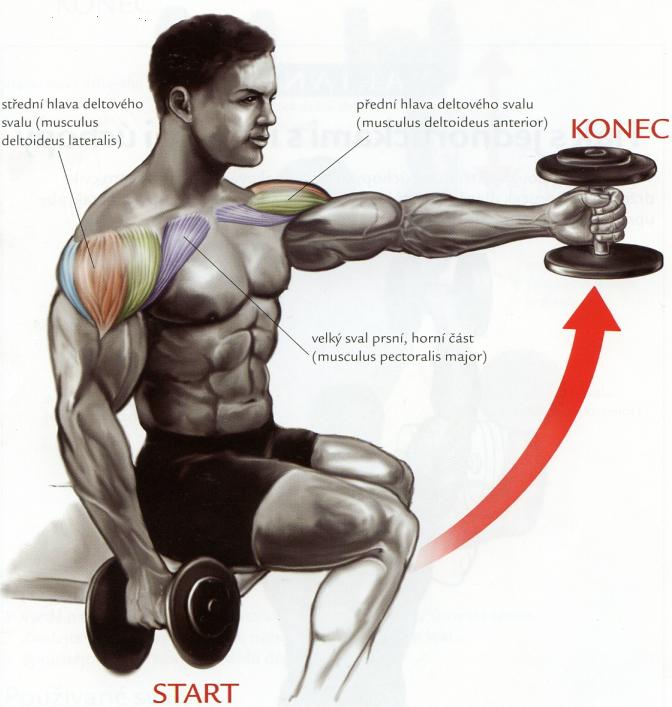 střední hlava deltového
svalu (musculus
deltoideus lateralis)
přední hlava deltového svalu
(musculus deltoideus anterior)
KONEC
velký sval prsní, horní část
(musculus pectoralis major)
START